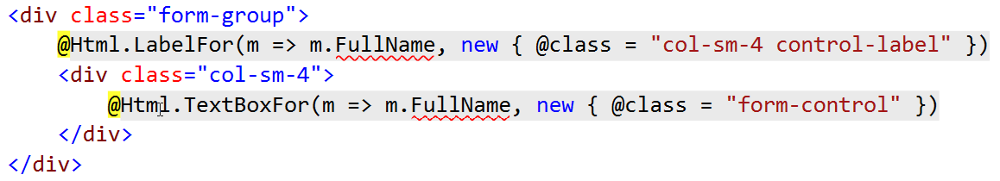 <div class="form-group">
@Html.LabelFor(m => m.FullName, new { @class = "col-sm-4 control-label" })
<div class="col-sm-4">
@Html.TextBoxFor(m => m.FullName, new { @class = "form-control" })
</div>
</div>